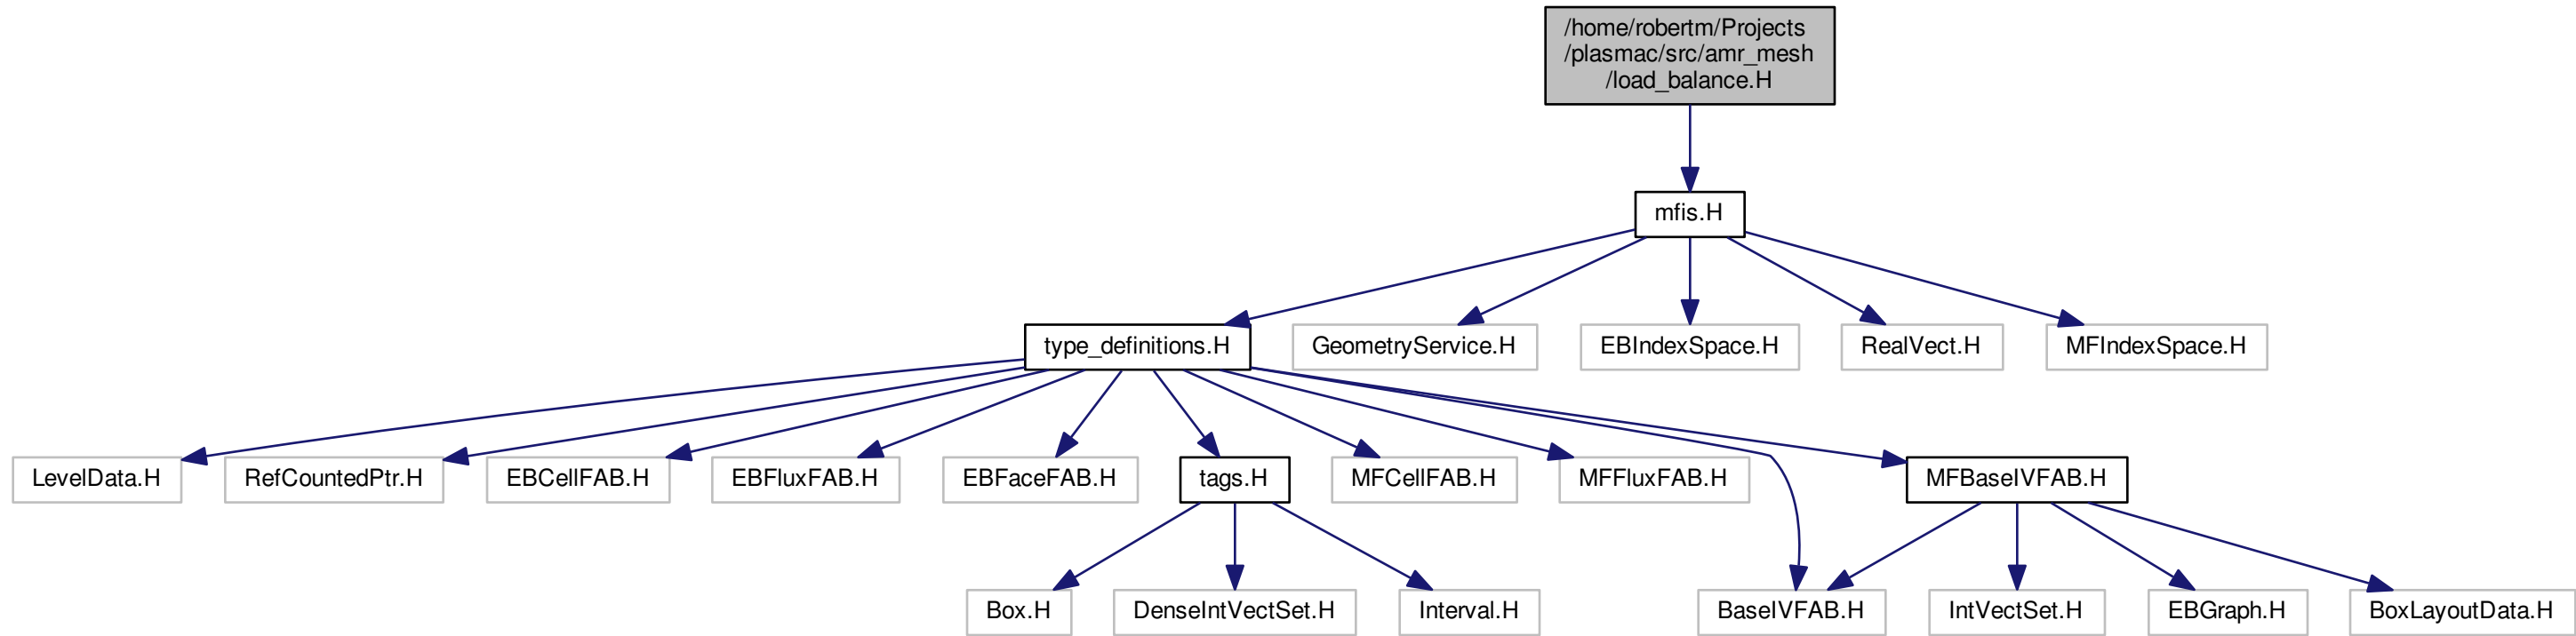 /home/robertm/Projects
/plasmac/src/amr_mesh
/load_balance.H
mfis.H
type_definitions.H
GeometryService.H
EBIndexSpace.H
RealVect.H
MFIndexSpace.H
LevelData.H
RefCountedPtr.H
EBCellFAB.H
EBFluxFAB.H
EBFaceFAB.H
tags.H
MFCellFAB.H
MFFluxFAB.H
MFBaseIVFAB.H
Box.H
DenseIntVectSet.H
Interval.H
BaseIVFAB.H
IntVectSet.H
EBGraph.H
BoxLayoutData.H